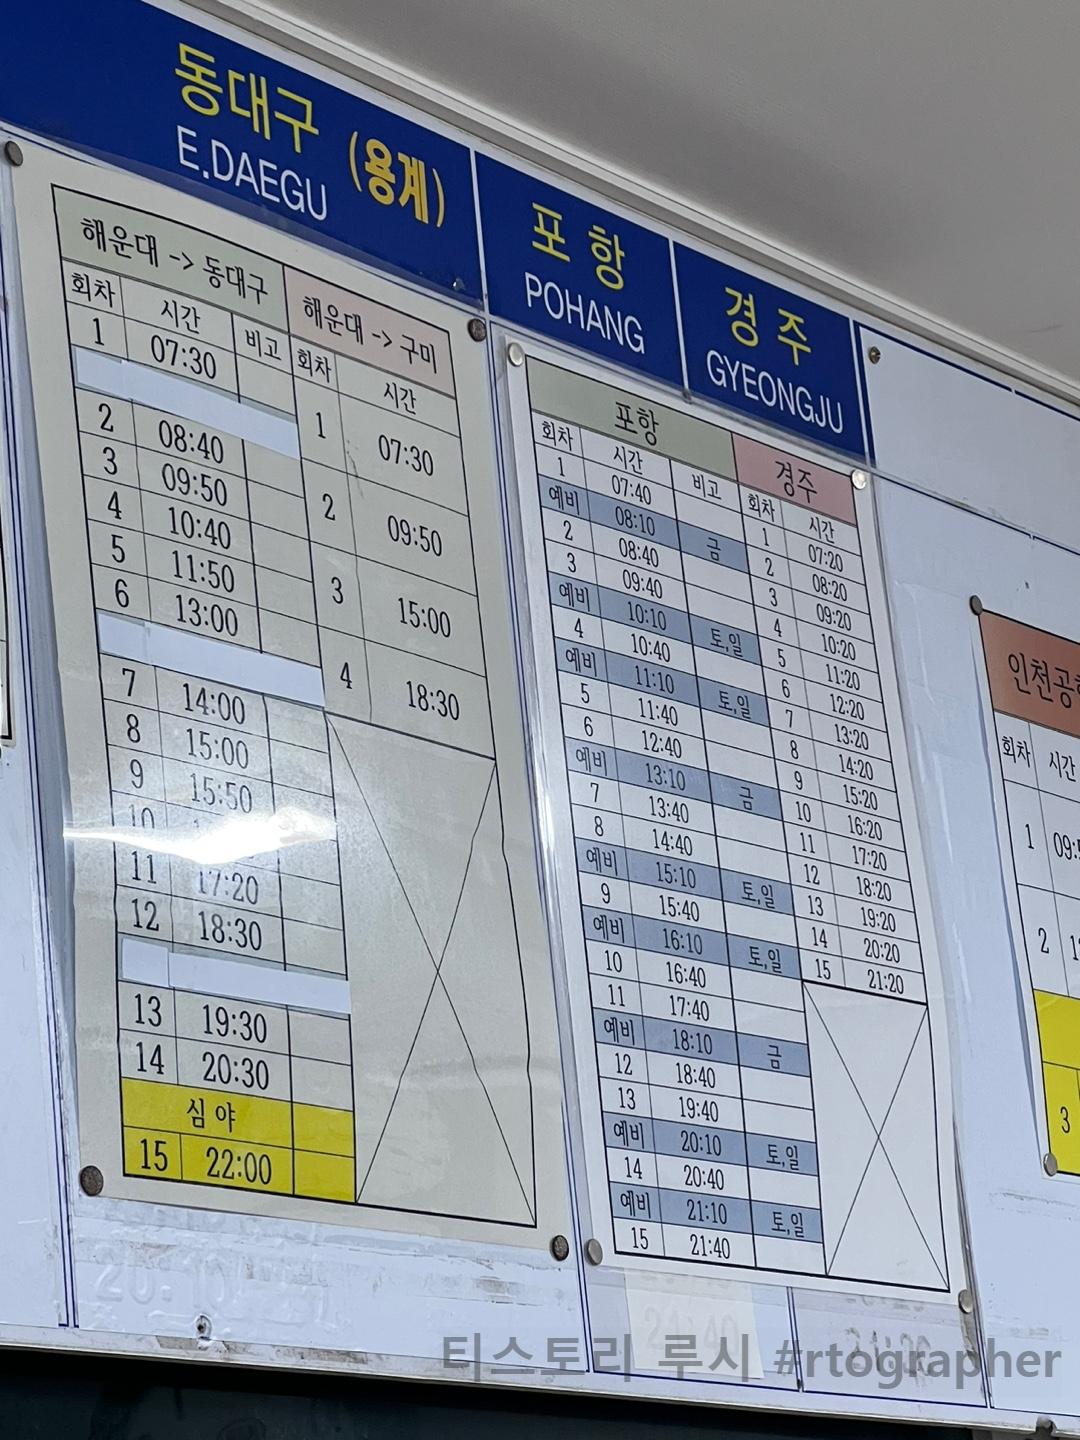 동대구 (용계)
E.DAEGU
포항
POHANG
경주
GYEONGJU
해운대 -> 동대구
회차 시간 비고
1 07:30
2 08:40
3 09:50
4 10:40
5 11:50
6 13:00
7 14:00
8 15:00
9 15:50
10
11 17:20
12 18:30
13 19:30
14 20:30
심야
15 22:00
해운대 -> 구미
회차 시간
1 07:30
2 09:50
3 15:00
4 18:30
포항
회차 시간 비고
1 07:40
예비 08:10 금
2 08:40
3 09:40
예비 10:10 토,일
4 10:40
예비 11:10 토,일
5 11:40
6 12:40
예비 13:10 금
7 13:40
8 14:40
예비 15:10 토,일
9 15:40
예비 16:10 토,일
10 16:40
11 17:40
예비 18:10 금
12 18:40
13 19:40
예비 20:10 토,일
14 20:40
예비 21:10 토,일
15 21:40
경주
회차 시간
1 07:20
2 08:20
3 09:20
4 10:20
5 11:20
6 12:20
7 13:20
8 14:20
9 15:20
10 16:20
11 17:20
12 18:20
13 19:20
14 20:20
15 21:20
인천공
회차 시간
1
2
3
티스토리 루시 #rtographer